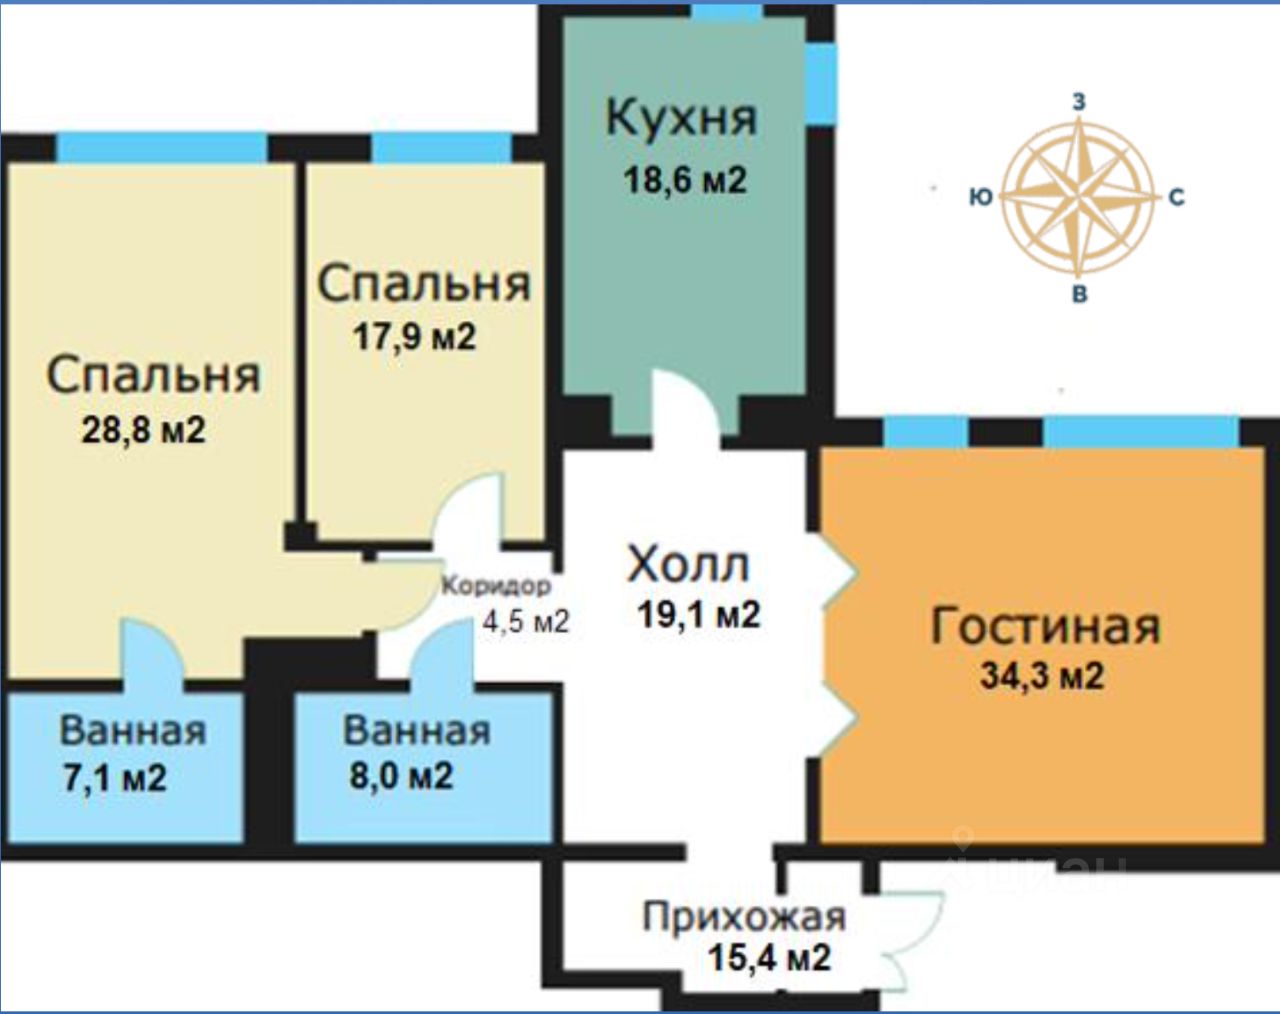 Кухня
18,6 м2
З
Ю
С
В
Спальня
17,9 м2
Спальня
28,8 м2
Коридор
4,5 м2
Холл
19,1 м2
Гостиная
34,3 м2
Ванная
7,1 м2
Ванная
8,0 м2
циан
Прихожая
15,4 м2